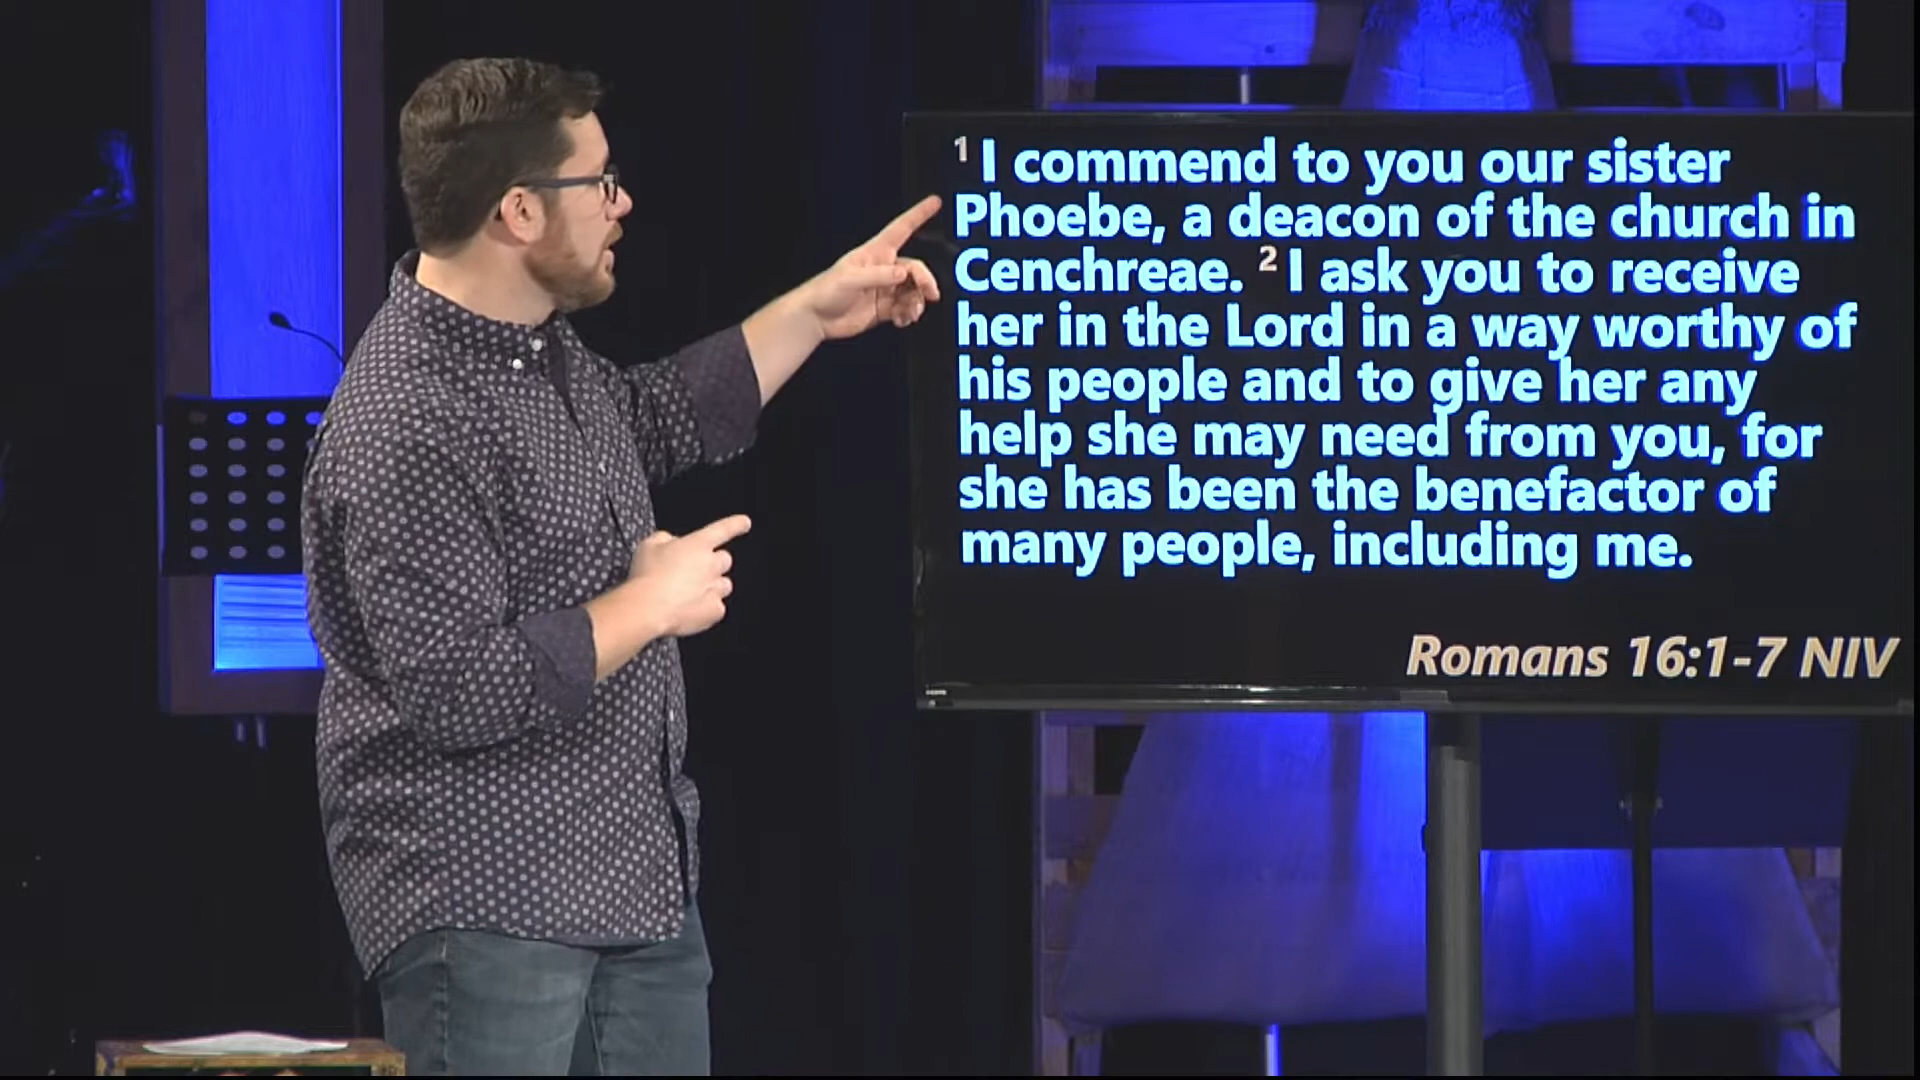 1 I commend to you our sister
Phoebe, a deacon of the church in
Cenchreae. 2 I ask you to receive
her in the Lord in a way worthy of
his people and to give her any
help she may need from you, for
she has been the benefactor of
many people, including me.
Romans 16:1-7 NIV